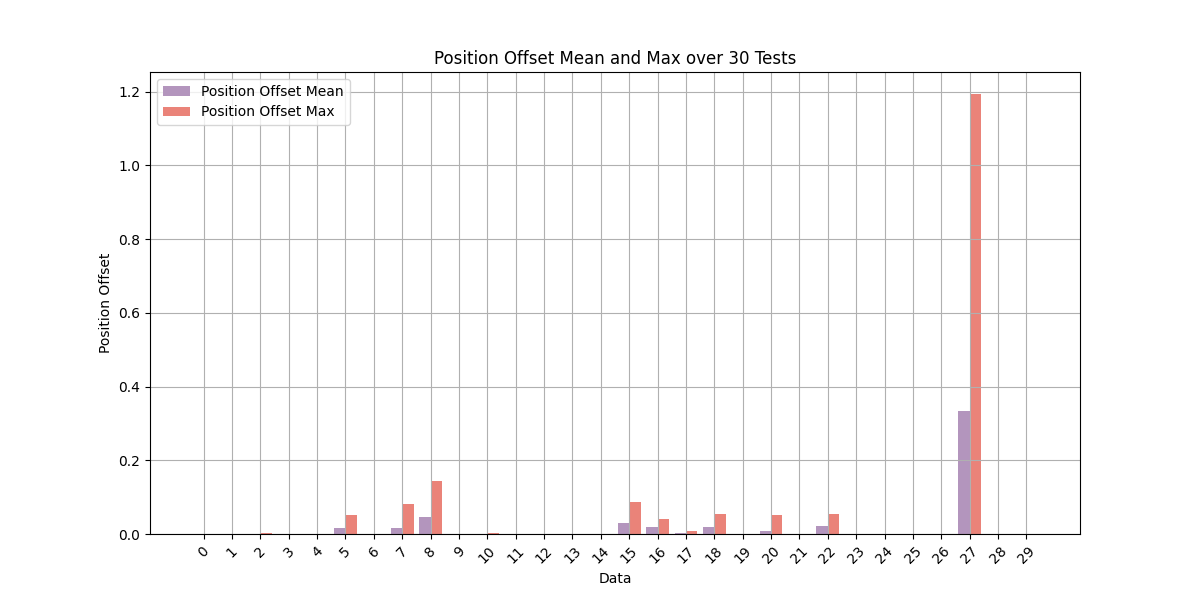 Position Offset Mean and Max over 30 Tests
Position Offset Mean
Position Offset Max
Position Offset
1.2
1.0
0.8
0.6
0.4
0.2
0.0
0 1 2 3 4 5 6 7 8 9 10 11 12 13 14 15 16 17 18 19 20 21 22 23 24 25 26 27 28 29
Data